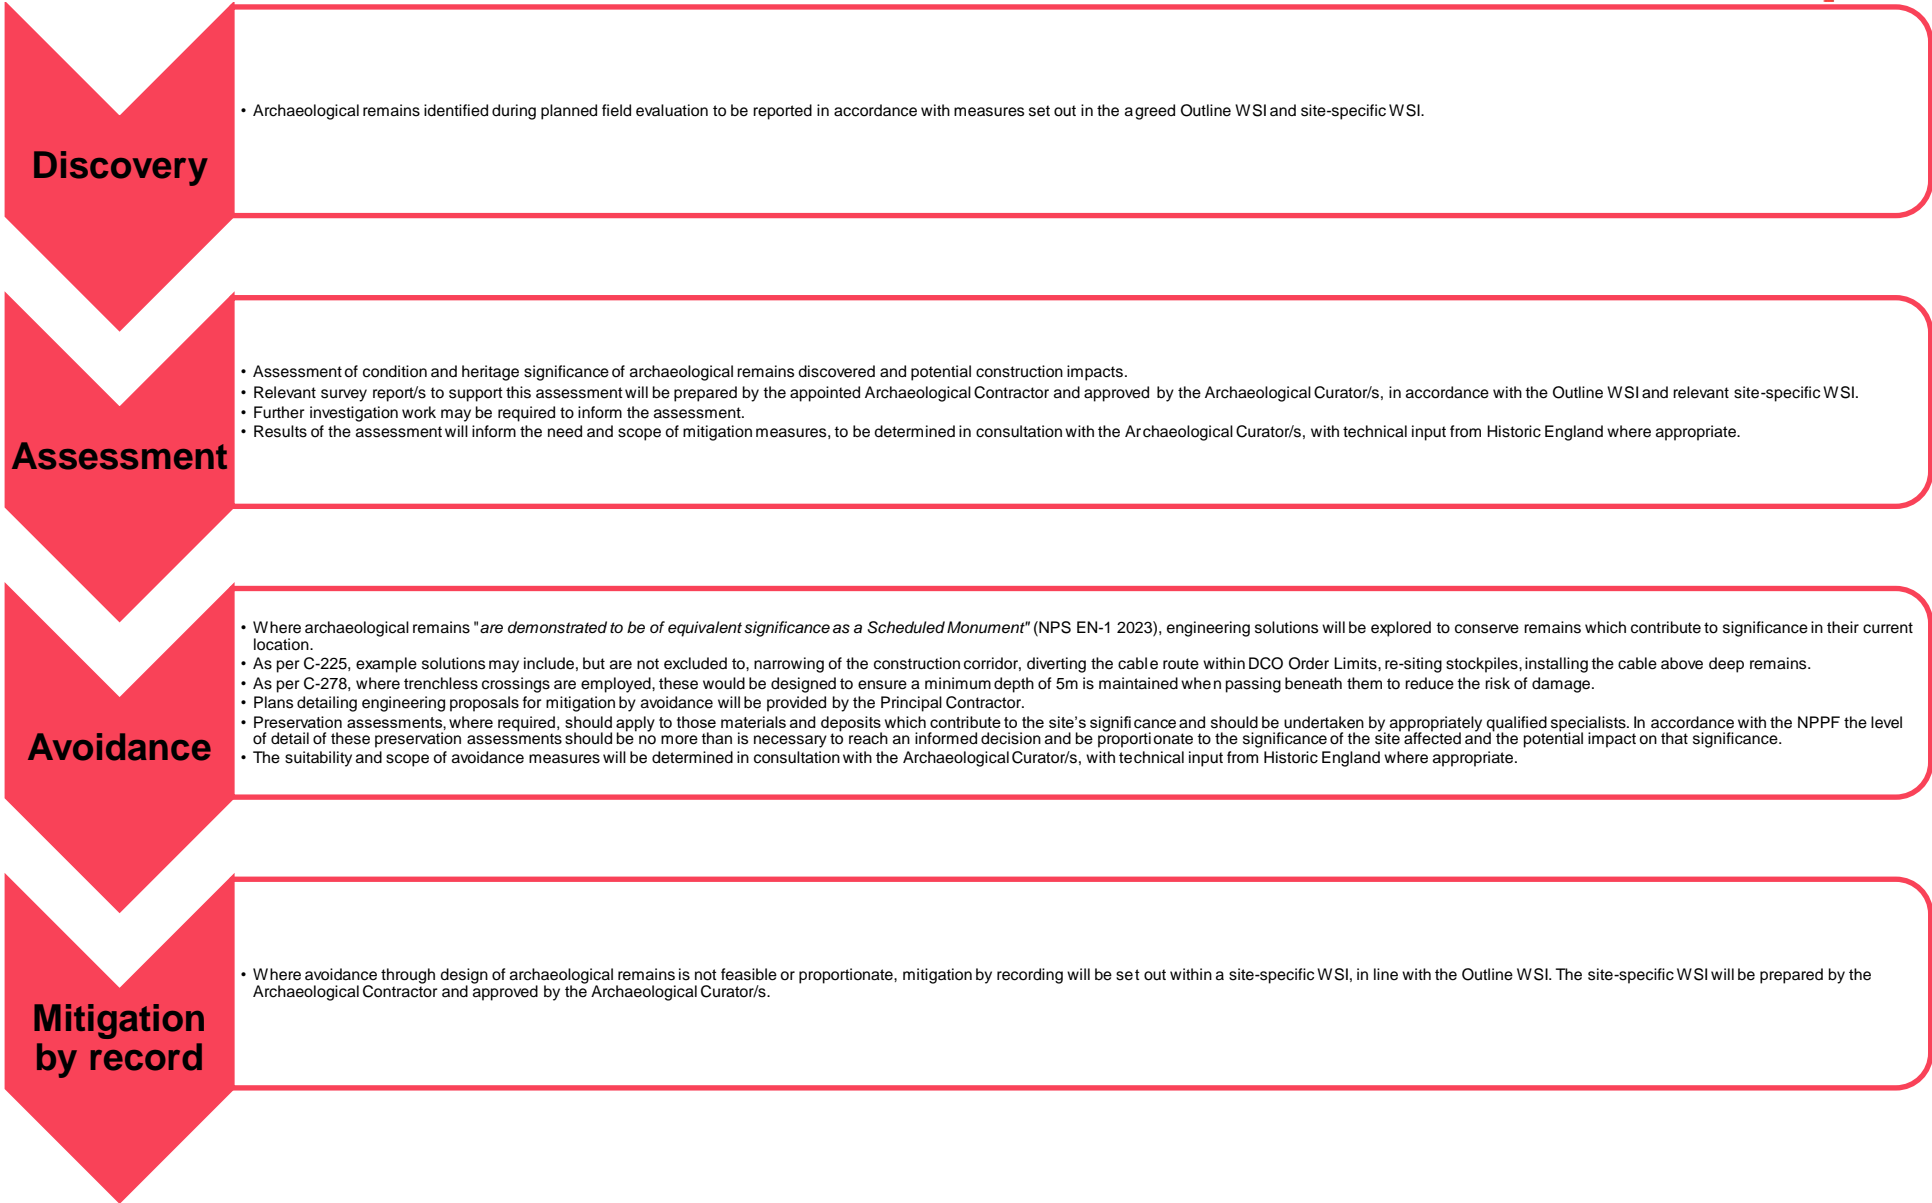 Discovery
• Archaeological remains identified during planned field evaluation to be reported in accordance with measures set out in the agreed Outline WSI and site-specific WSI.
Assessment
• Assessment of condition and heritage significance of archaeological remains discovered and potential construction impacts.
• Relevant survey report/s to support this assessment will be prepared by the appointed Archaeological Contractor and approved by the Archaeological Curator/s, in accordance with the Outline WSI and relevant site-specific WSI.
• Further investigation work may be required to inform the assessment.
• Results of the assessment will inform the need and scope of mitigation measures, to be determined in consultation with the Archaeological Curator/s, with technical input from Historic England where appropriate.
Avoidance
• Where archaeological remains "are demonstrated to be of equivalent significance as a Scheduled Monument" (NPS EN-1 2023), engineering solutions will be explored to conserve remains which contribute to significance in their current
location.
• As per C-225, example solutions may include, but are not excluded to, narrowing of the construction corridor, diverting the cable route within DCO Order Limits, re-siting stockpiles, installing the cable above deep remains.
• As per C-278, where trenchless crossings are employed, these would be designed to ensure a minimum depth of 5m is maintained when passing beneath them to reduce the risk of damage.
• Plans detailing engineering proposals for mitigation by avoidance will be provided by the Principal Contractor.
• Preservation assessments, where required, should apply to those materials and deposits which contribute to the site’s significance and should be undertaken by appropriately qualified specialists. In accordance with the NPPF the level
of detail of these preservation assessments should be no more than is necessary to reach an informed decision and be proportionate to the significance of the site affected and the potential impact on that significance.
• The suitability and scope of avoidance measures will be determined in consultation with the Archaeological Curator/s, with technical input from Historic England where appropriate.
Mitigation
by record
• Where avoidance through design of archaeological remains is not feasible or proportionate, mitigation by recording will be set out within a site-specific WSI, in line with the Outline WSI. The site-specific WSI will be prepared by the
Archaeological Contractor and approved by the Archaeological Curator/s.